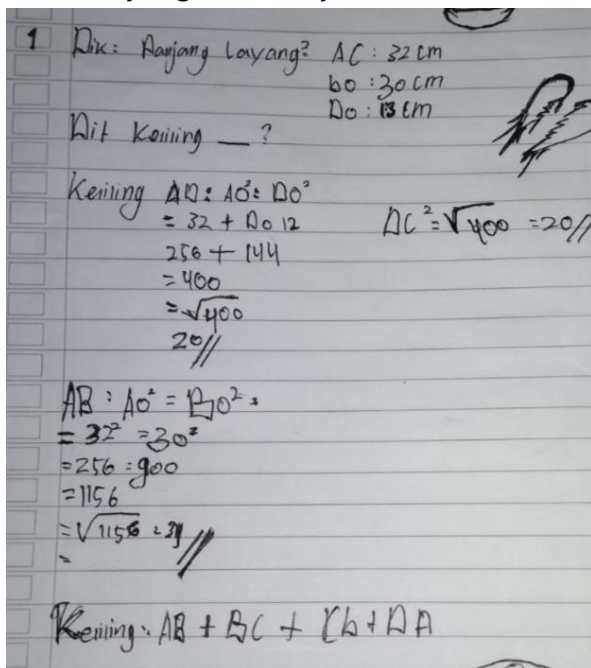 1 Dik: Panjang Layang² AC : 32 cm
bo : 30 cm
Do : 13 cm
Dit Keliling _ ?
Keliling AD : AO² : DO²
= 32 + Do 12
256 + 144
= 400
= √400
20//
DC² = √400 = 20//
AB : AO² = BO² :
= 32² = 30²
= 256 : 900
= 1156
= √1156 = 34//
=
Keliling : AB + BC + Cb + DA